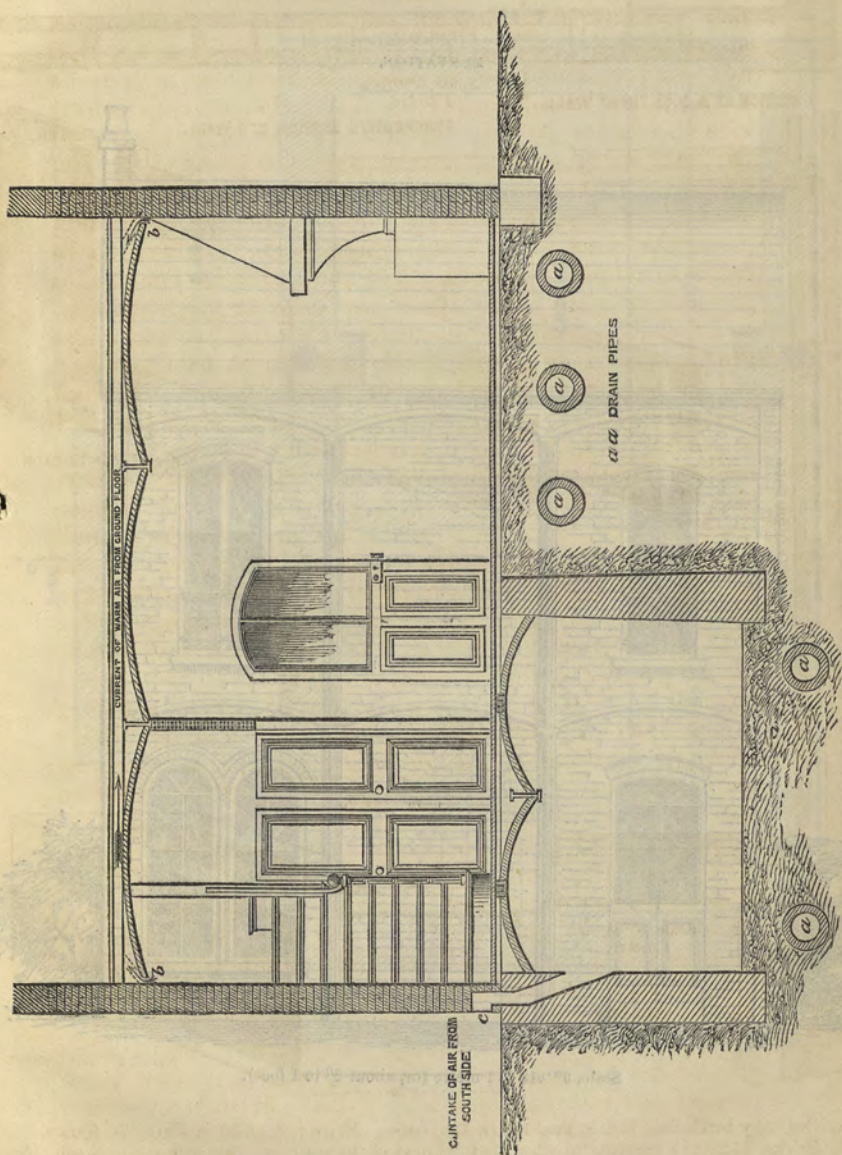 CURRENT OF WARM AIR FROM GROUND FLOOR
b
b
c
C. INTAKE OF AIR FROM
SOUTH SIDE
a
a
a
a a DRAIN PIPES
a
a